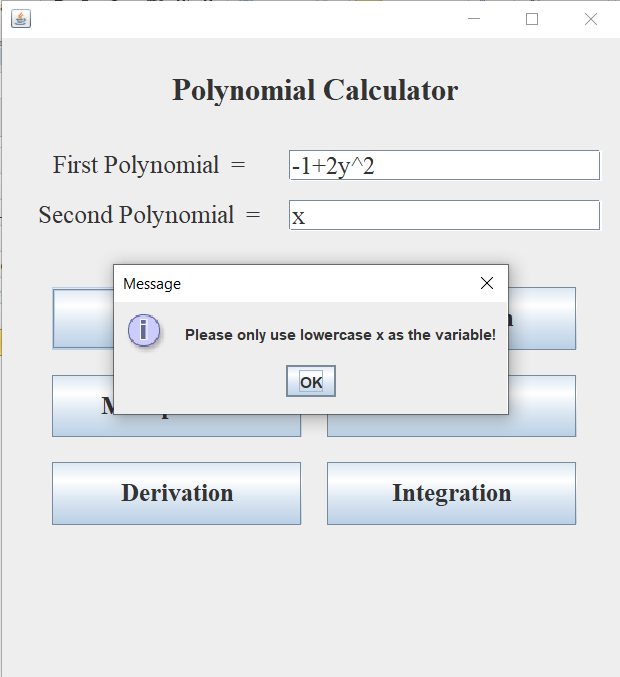 Polynomial Calculator
First Polynomial =
-1+2y^2
Second Polynomial =
x
Message
Please only use lowercase x as the variable!
OK
Derivation
Integration